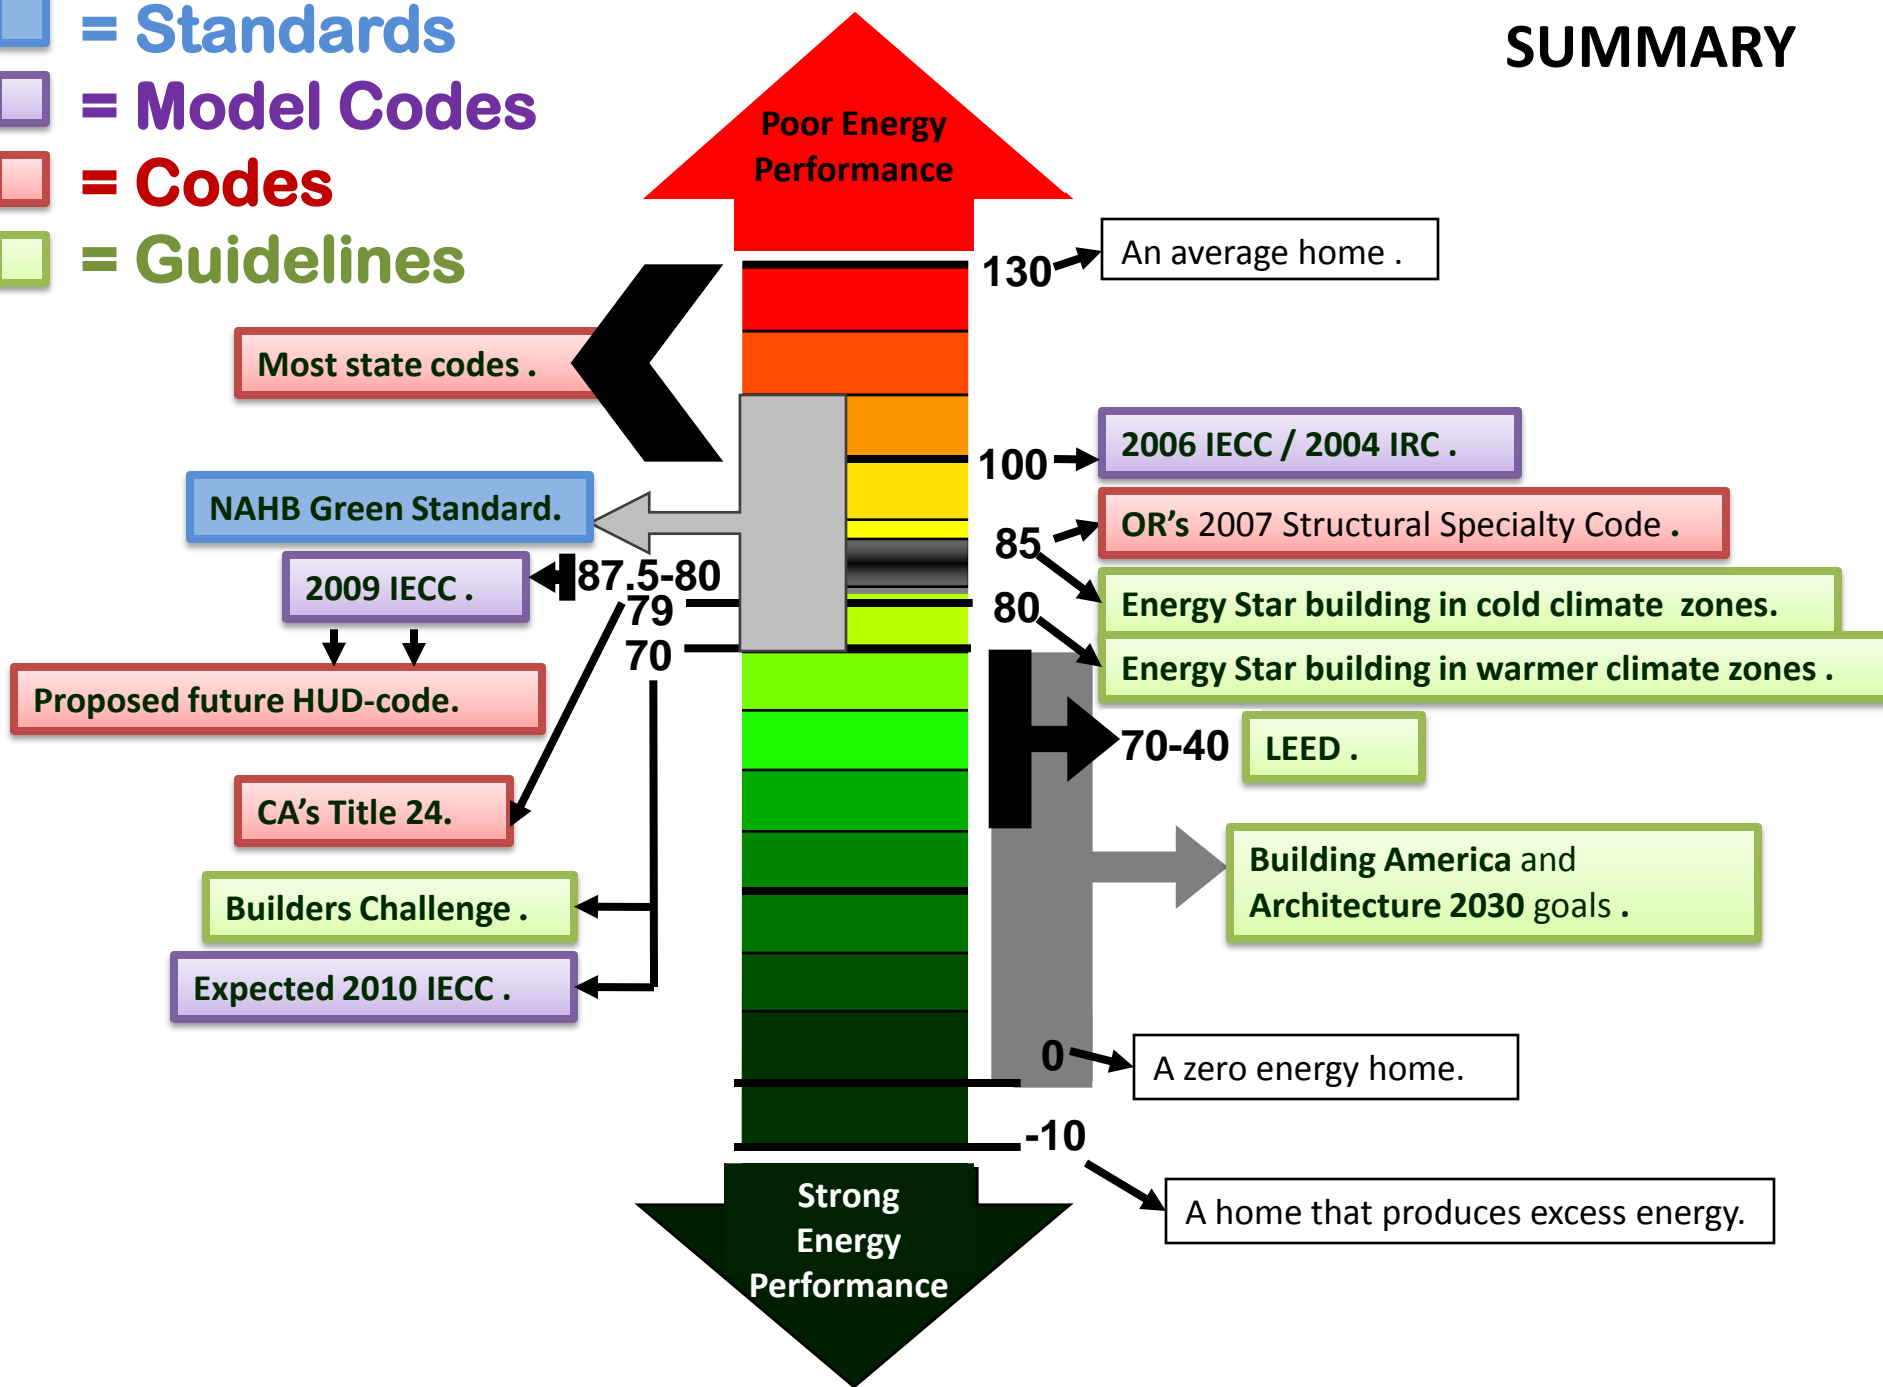 = Standards
= Model Codes
= Codes
= Guidelines
SUMMARY
Poor Energy
Performance
130
An average home .
Most state codes .
100
2006 IECC / 2004 IRC .
NAHB Green Standard.
OR's 2007 Structural Specialty Code .
85
87.5-80
2009 IECC .
79
80
Energy Star building in cold climate zones.
70
Energy Star building in warmer climate zones .
Proposed future HUD-code.
70-40
LEED .
CA's Title 24.
Building America and
Architecture 2030 goals .
Builders Challenge .
Expected 2010 IECC .
0
A zero energy home.
-10
A home that produces excess energy.
Strong
Energy
Performance